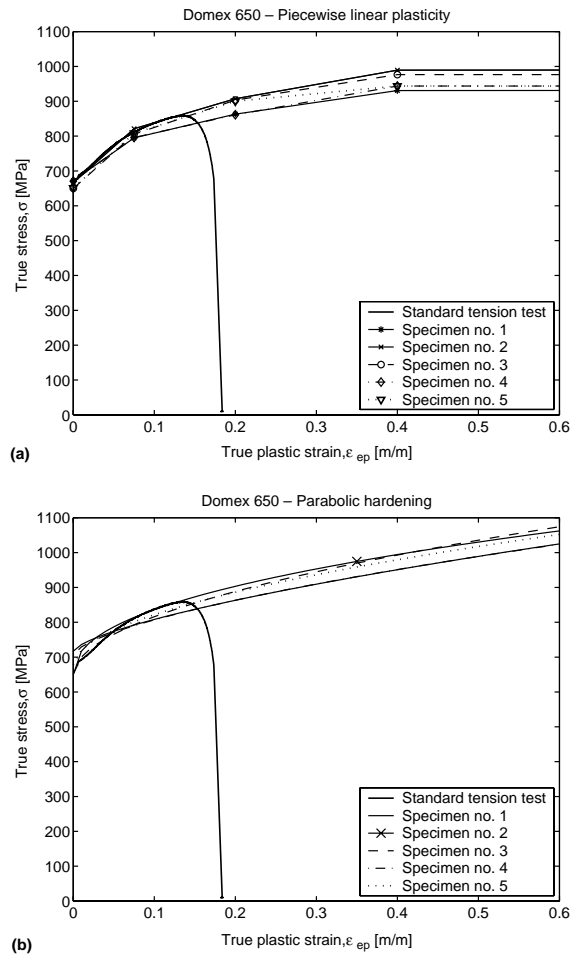 Domex 650 – Piecewise linear plasticity
1100
1000
900
800
700
600
500
400
300
200
100
0
True stress,σ [MPa]
0 0.1 0.2 0.3 0.4 0.5 0.6
True plastic strain,ε ep [m/m]
Standard tension test
Specimen no. 1
Specimen no. 2
Specimen no. 3
Specimen no. 4
Specimen no. 5
(a)
Domex 650 – Parabolic hardening
1100
1000
900
800
700
600
500
400
300
200
100
0
True stress,σ [MPa]
0 0.1 0.2 0.3 0.4 0.5 0.6
True plastic strain,ε ep [m/m]
Standard tension test
Specimen no. 1
Specimen no. 2
Specimen no. 3
Specimen no. 4
Specimen no. 5
(b)